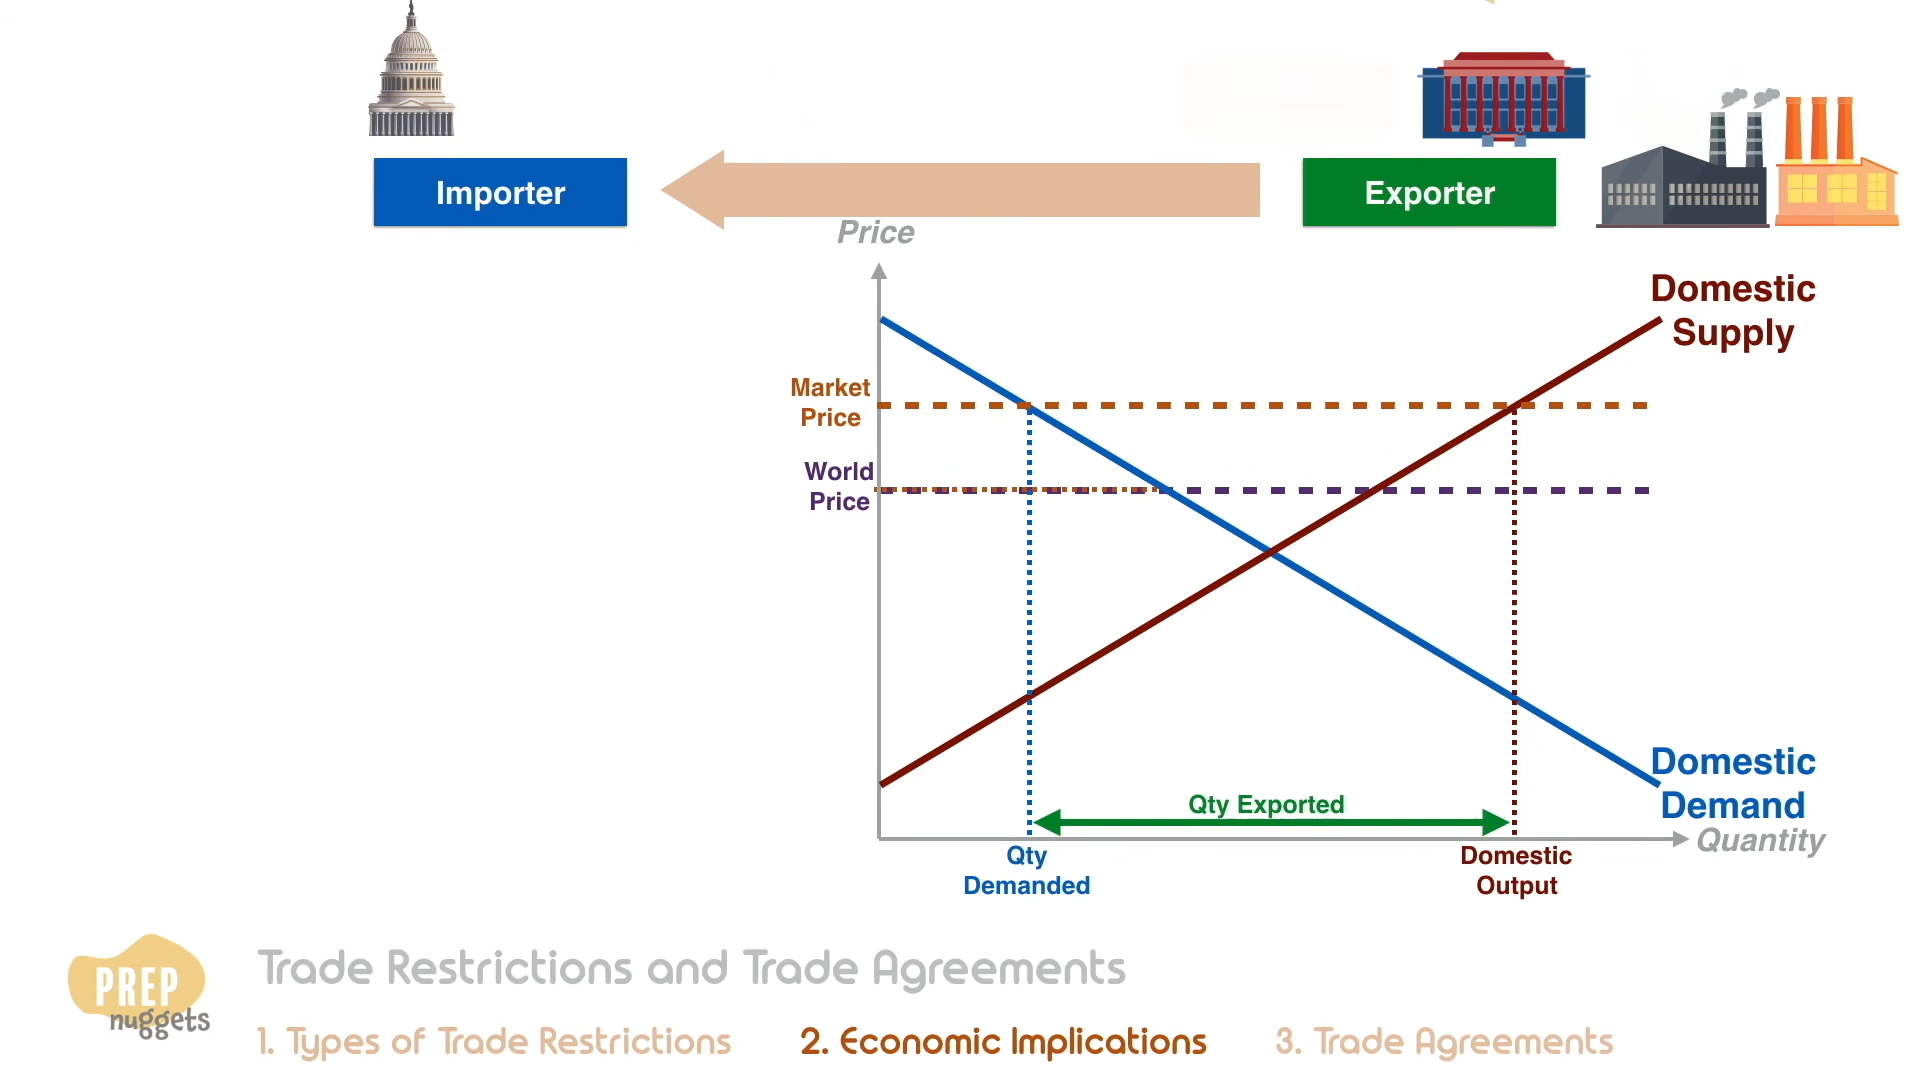 Importer
Exporter
Price
Domestic
Supply
Market
Price
World
Price
Domestic
Demand
Qty Exported
Quantity
Qty
Demanded
Domestic
Output
PREP
nuggets
Trade Restrictions and Trade Agreements
1. Types of Trade Restrictions
2. Economic Implications
3. Trade Agreements